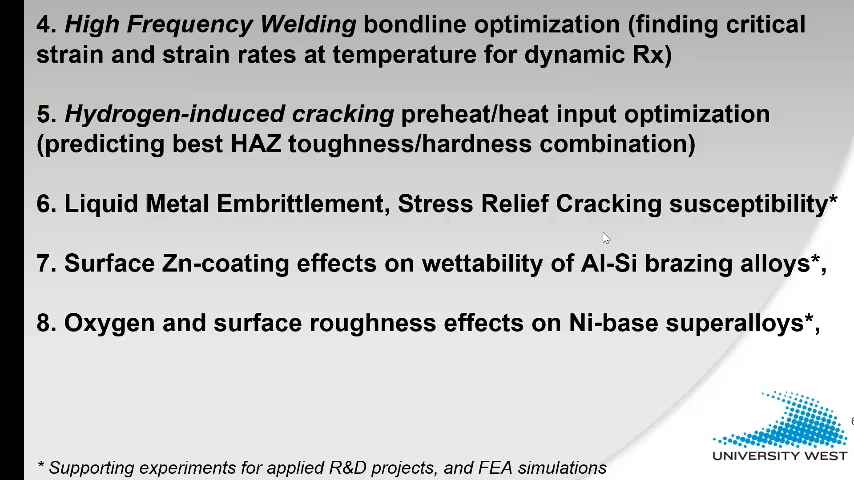 4. High Frequency Welding bondline optimization (finding critical
strain and strain rates at temperature for dynamic Rx)
5. Hydrogen-induced cracking preheat/heat input optimization
(predicting best HAZ toughness/hardness combination)
6. Liquid Metal Embrittlement, Stress Relief Cracking susceptibility*
7. Surface Zn-coating effects on wettability of Al-Si brazing alloys*,
8. Oxygen and surface roughness effects on Ni-base superalloys*,
UNIVERSITY WEST
* Supporting experiments for applied R&D projects, and FEA simulations